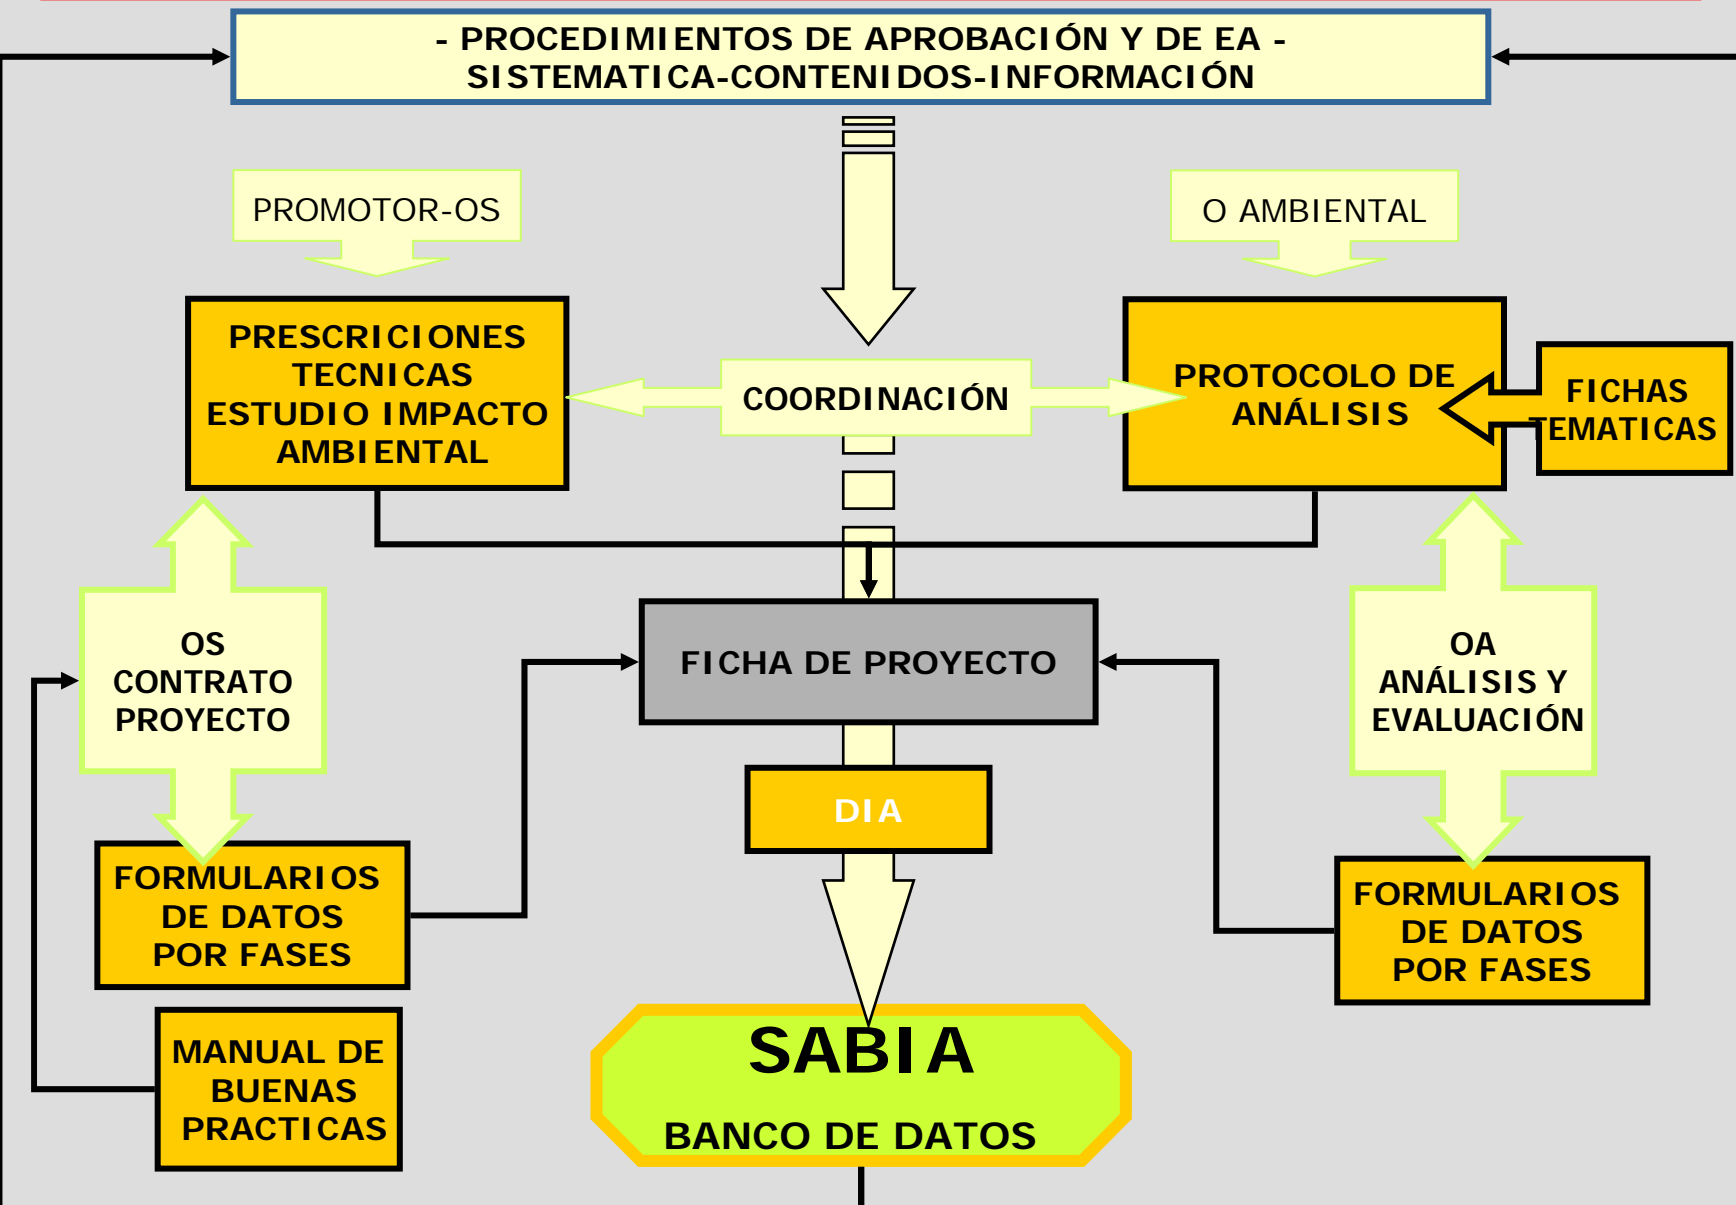 - PROCEDIMIENTOS DE APROBACIÓN Y DE EA -
SISTEMATICA-CONTENIDOS-INFORMACIÓN
PROMOTOR-OS
O AMBIENTAL
PRESCRICIONES
TECNICAS
ESTUDIO IMPACTO
AMBIENTAL
COORDINACIÓN
PROTOCOLO DE
ANÁLISIS
FICHAS
TEMATICAS
OS
CONTRATO
PROYECTO
FICHA DE PROYECTO
OA
ANÁLISIS Y
EVALUACIÓN
DIA
FORMULARIOS
DE DATOS
POR FASES
FORMULARIOS
DE DATOS
POR FASES
MANUAL DE
BUENAS
PRACTICAS
SABIA
BANCO DE DATOS